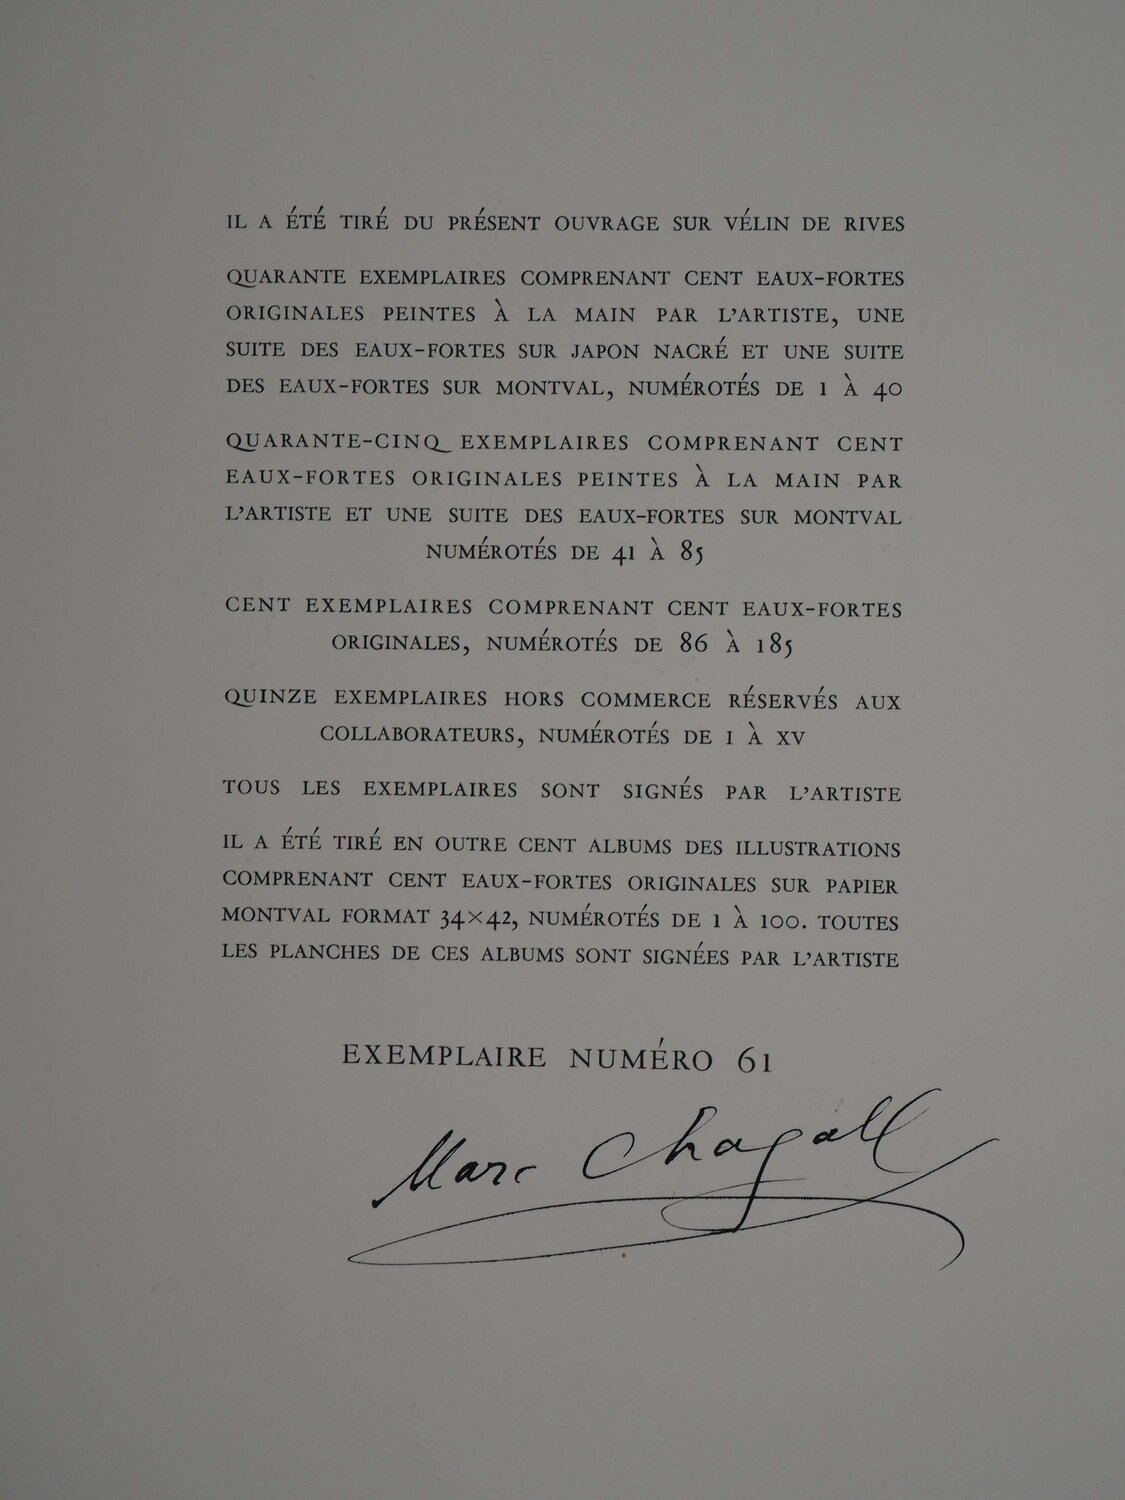 IL A ÉTÉ TIRÉ DU PRÉSENT OUVRAGE SUR VÉLIN DE RIVES
QUARANTE EXEMPLAIRES COMPRENANT CENT EAUX-FORTES
ORIGINALES PEINTES À LA MAIN PAR L'ARTISTE, UNE
SUITE DES EAUX-FORTES SUR JAPON NACRÉ ET UNE SUITE
DES EAUX-FORTES SUR MONTVAL, NUMÉROTÉS DE 1 À 40
QUARANTE-CINQ EXEMPLAIRES COMPRENANT CENT
EAUX-FORTES ORIGINALES PEINTES À LA MAIN PAR
L'ARTISTE ET UNE SUITE DES EAUX-FORTES SUR MONTVAL
NUMÉROTÉS DE 41 À 85
CENT EXEMPLAIRES COMPRENANT CENT EAUX-FORTES
ORIGINALES, NUMÉROTÉS DE 86 À 185
QUINZE EXEMPLAIRES HORS COMMERCE RÉSERVÉS AUX
COLLABORATEURS, NUMÉROTÉS DE I À XV
TOUS LES EXEMPLAIRES SONT SIGNÉS PAR L'ARTISTE
IL A ÉTÉ TIRÉ EN OUTRE CENT ALBUMS DES ILLUSTRATIONS
COMPRENANT CENT EAUX-FORTES ORIGINALES SUR PAPIER
MONTVAL FORMAT 34×42, NUMÉROTÉS DE 1 À 100. TOUTES
LES PLANCHES DE CES ALBUMS SONT SIGNÉES PAR L'ARTISTE
EXEMPLAIRE NUMÉRO 61
Marc Chagall